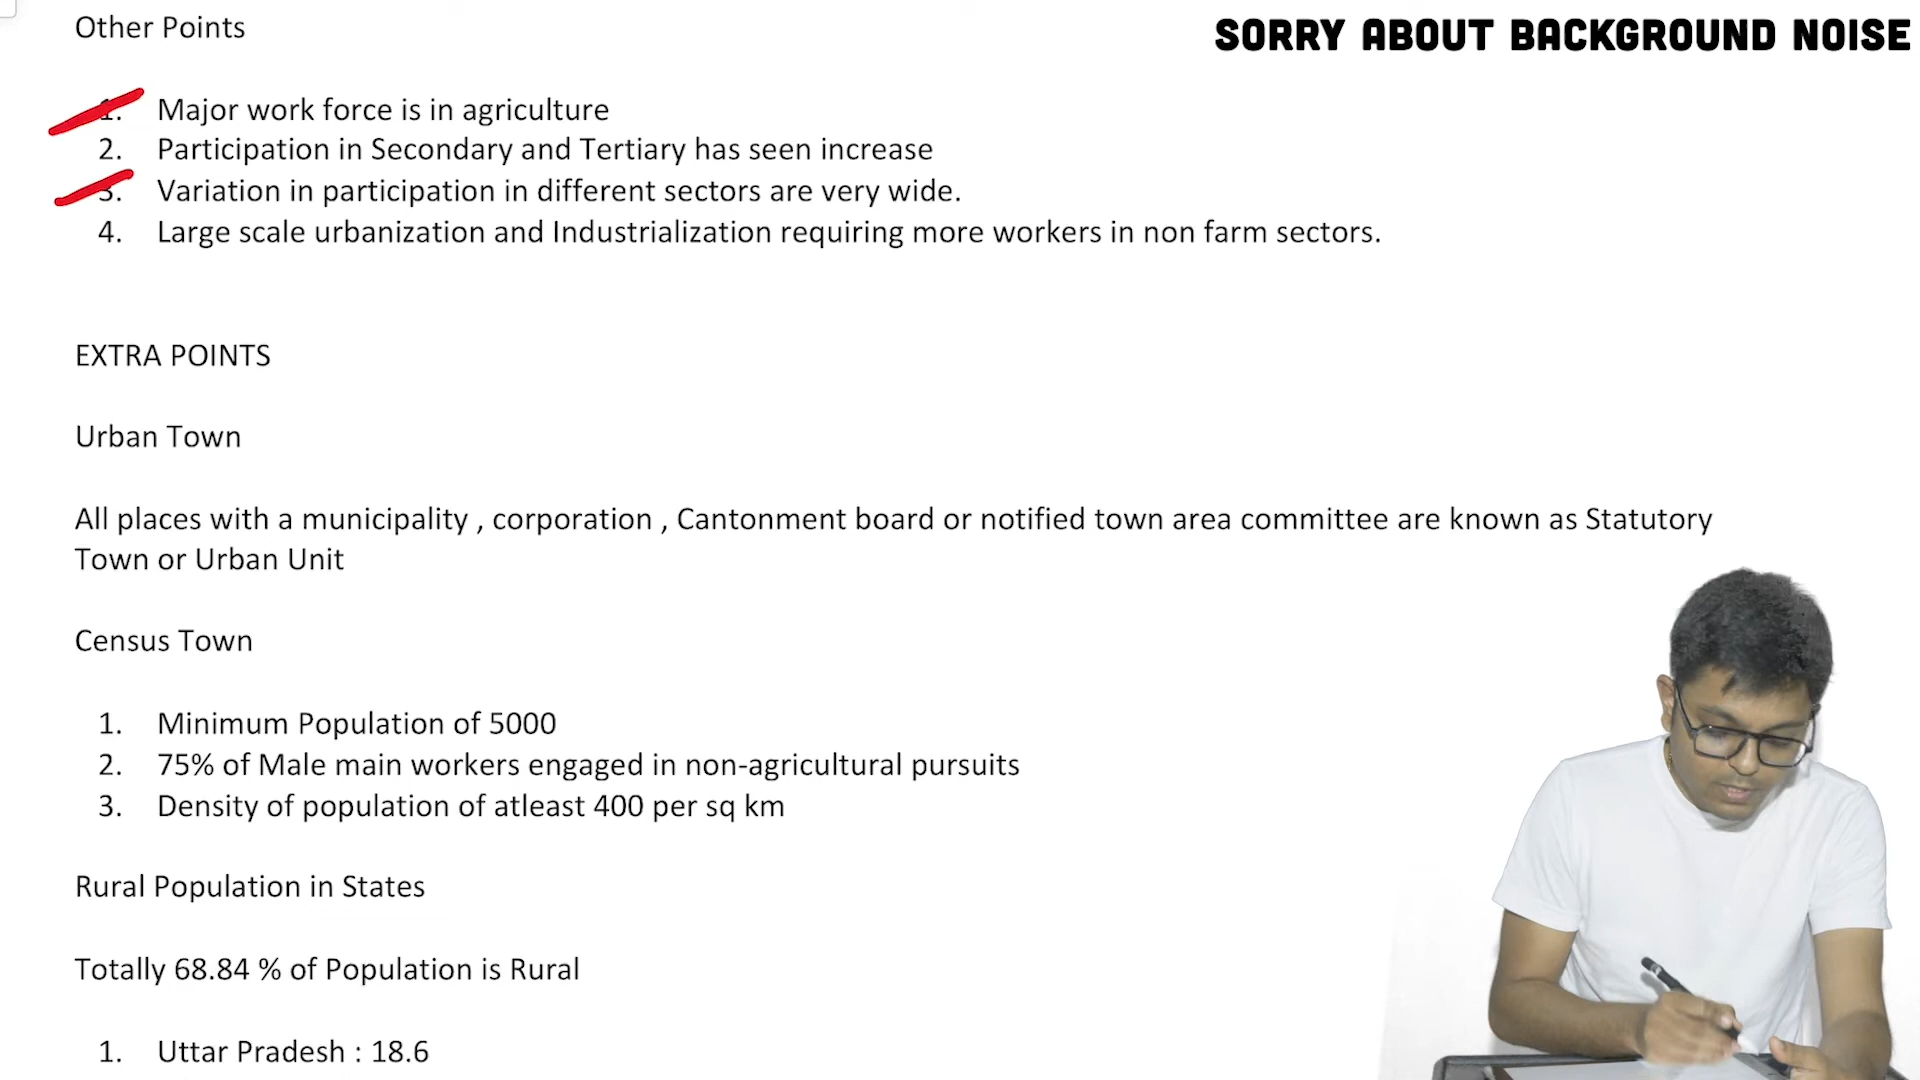 Other Points
SORRY ABOUT BACKGROUND NOISE
1. Major work force is in agriculture
2. Participation in Secondary and Tertiary has seen increase
3. Variation in participation in different sectors are very wide.
4. Large scale urbanization and Industrialization requiring more workers in non farm sectors.
EXTRA POINTS
Urban Town
All places with a municipality , corporation , Cantonment board or notified town area committee are known as Statutory
Town or Urban Unit
Census Town
1. Minimum Population of 5000
2. 75% of Male main workers engaged in non-agricultural pursuits
3. Density of population of atleast 400 per sq km
Rural Population in States
Totally 68.84 % of Population is Rural
1. Uttar Pradesh : 18.6